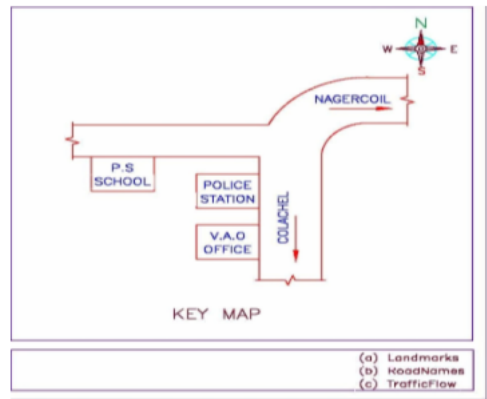 N
W E
S
NAGERCOIL
P.S
SCHOOL
POLICE
STATION
COLACHEL
V.A.O
OFFICE
KEY MAP
(a) Landmarks
(b) RoadNames
(c) TrafficFlow